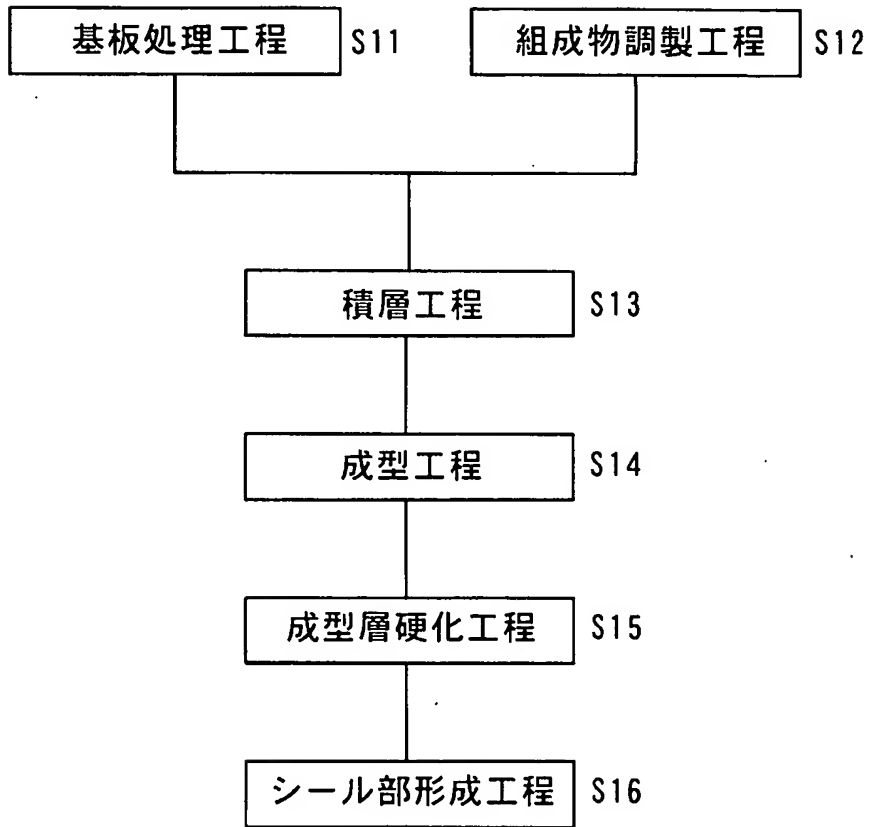 基板処理工程 S11
組成物調製工程 S12
積層工程 S13
成型工程 S14
成型層硬化工程 S15
シール部形成工程 S16